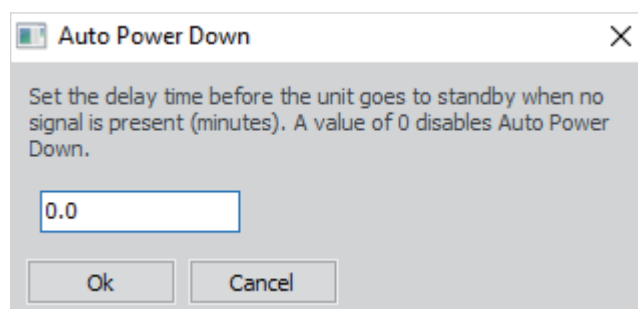 Auto Power Down
Set the delay time before the unit goes to standby when no
signal is present (minutes). A value of 0 disables Auto Power
Down.
0.0
Ok
Cancel